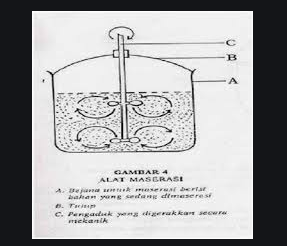 C
B
A
GAMBAR 4
ALAT MASERASI
A. Bejana untuk maserasi berisi
bahan yang sedang dimaserasi
B. Tutup
C. Pengaduk yang digerakkan secara
mekanik